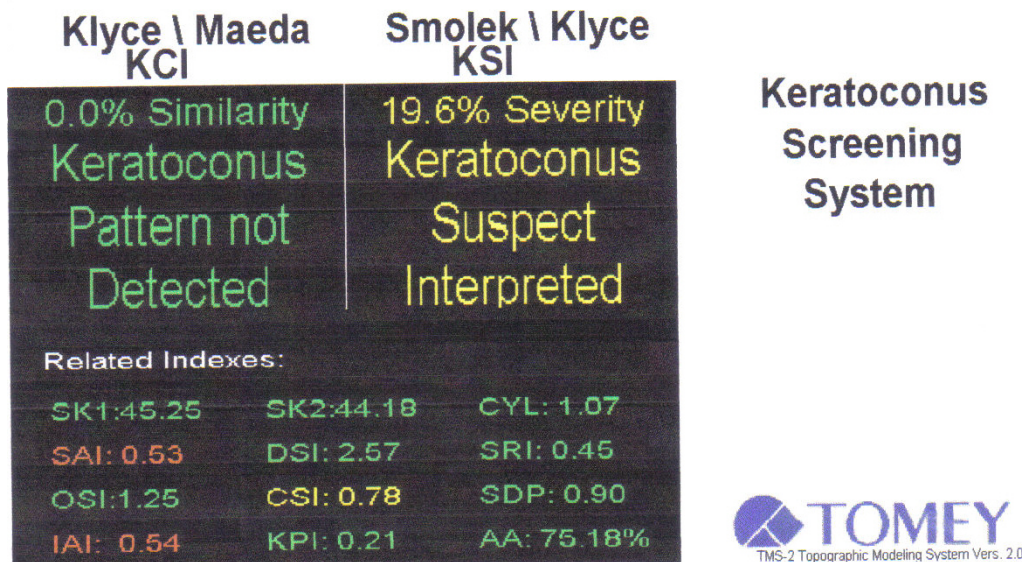 Klyce \ Maeda
KCI
Smolek \ Klyce
KSI
0.0% Similarity
Keratoconus
Pattern not
Detected
19.6% Severity
Keratoconus
Suspect
Interpreted
Keratoconus
Screening
System
Related Indexes:
SK1:45.25 SK2:44.18 CYL: 1.07
SAI: 0.53 DSI: 2.57 SRI: 0.45
OSI:1.25 CSI: 0.78 SDP: 0.90
IAI: 0.54 KPI: 0.21 AA: 75.18%
TOMEY
TMS-2 Topographic Modeling System Vers. 2.0